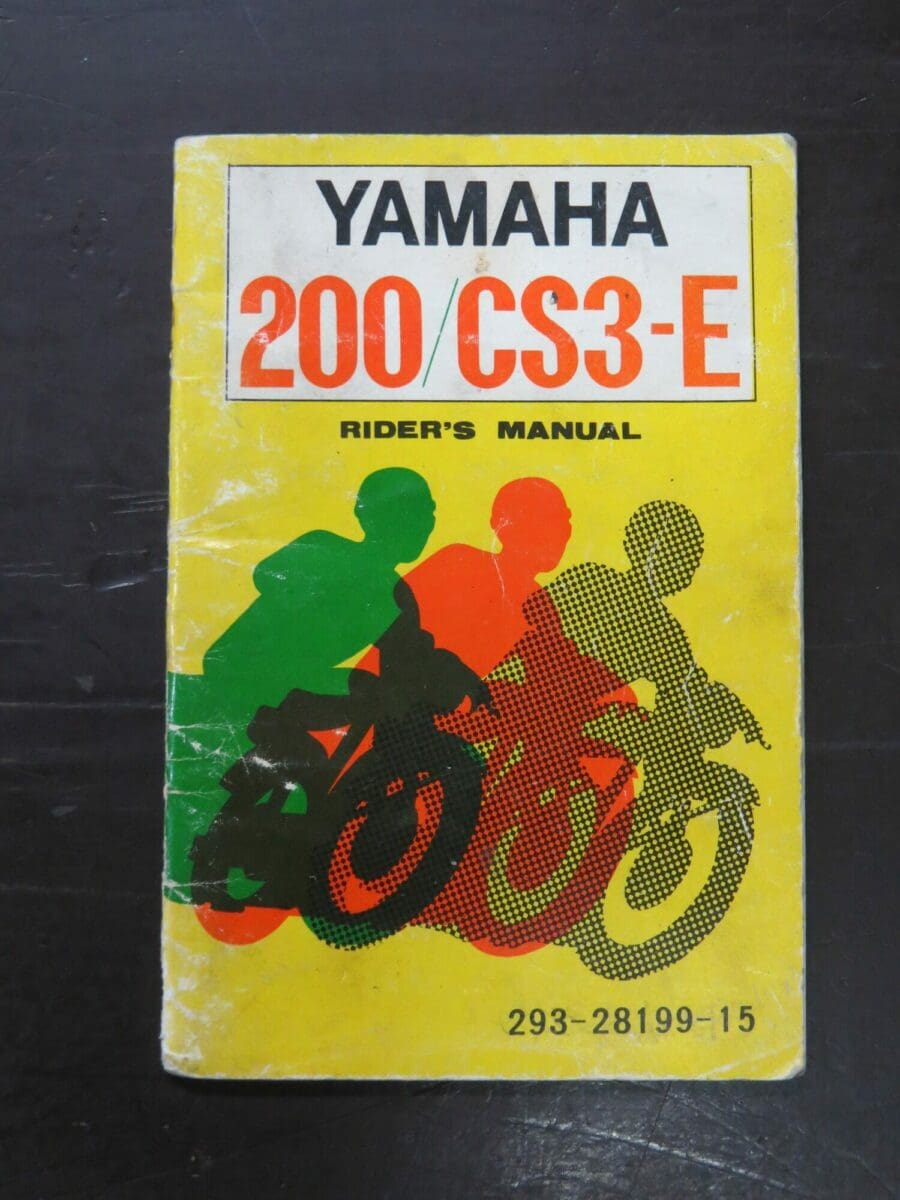 YAMAHA
200/CS3-E
RIDER'S MANUAL
293-28199-15